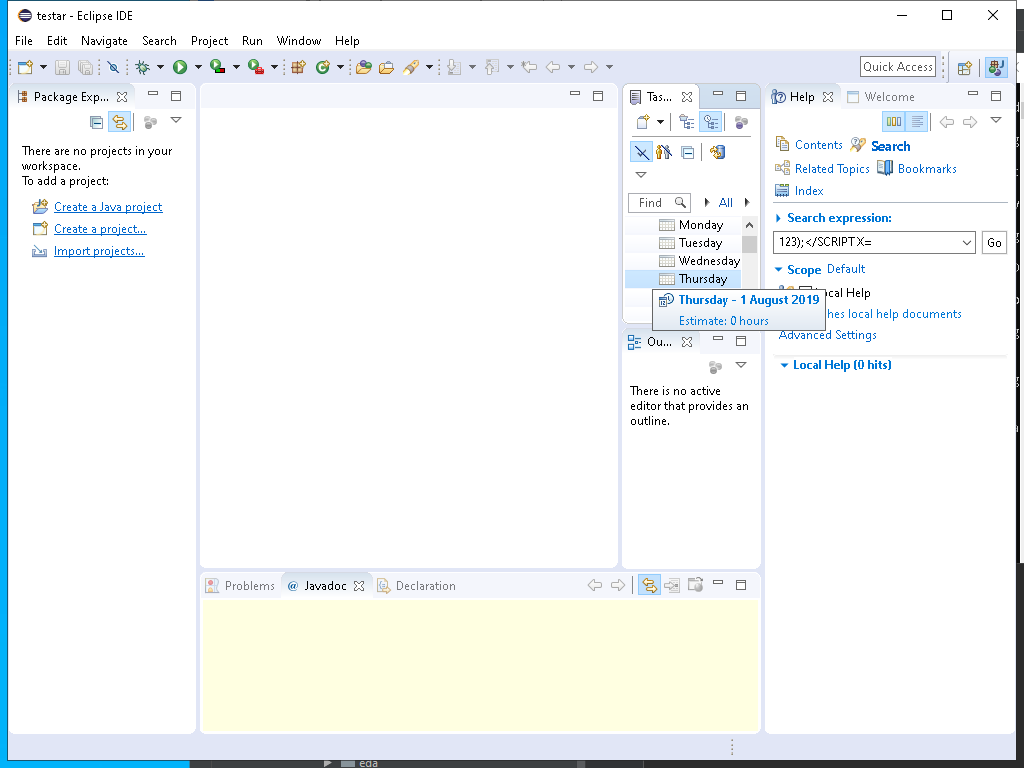 testar - Eclipse IDE
File Edit Navigate Search Project Run Window Help
Quick Access
Package Exp...
There are no projects in your
workspace.
To add a project:
Create a Java project
Create a project...
Import projects...
Tas...
Find
All
Monday
Tuesday
Wednesday
Thursday
Thursday - 1 August 2019
Estimate: 0 hours
Ou...
There is no active
editor that provides an
outline.
Help
Welcome
Contents
Search
Related Topics
Bookmarks
Index
Search expression:
123);</SCRIPTX=
Go
Scope Default
ocal Help
hes local help documents
Advanced Settings
Local Help (0 hits)
Problems
@ Javadoc
Declaration
eda